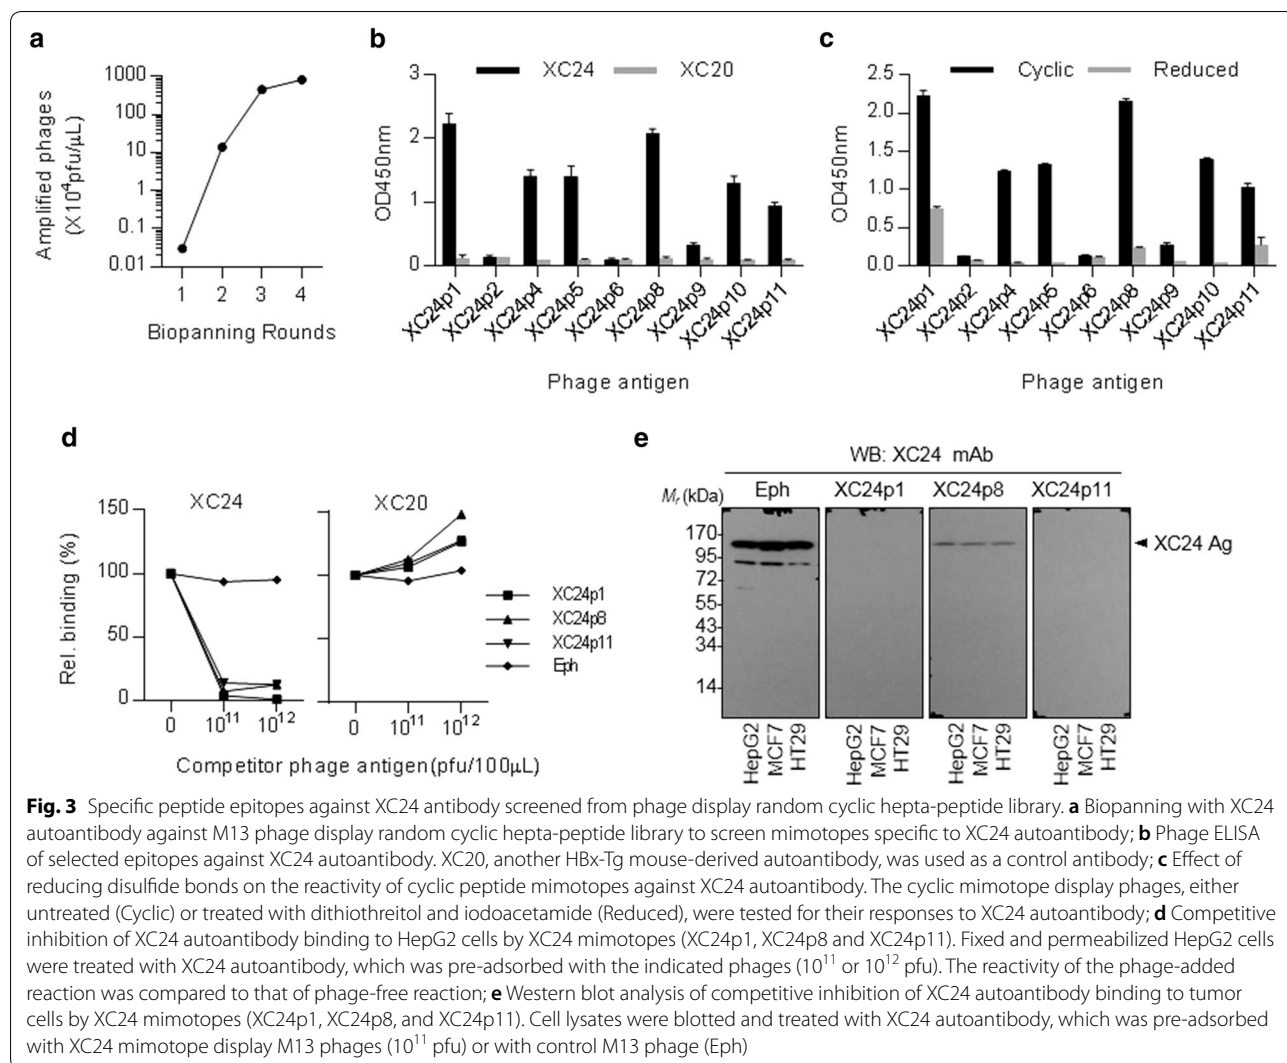 a
Amplified phages
(X10⁴pfu/µL)
1000
100
10
1
0.1
0.01
1 2 3 4
Biopanning Rounds
b
XC24 XC20
OD450nm
3
2
1
0
XC24p1 XC24p2 XC24p4 XC24p5 XC24p6 XC24p8 XC24p9 XC24p10 XC24p11
Phage antigen
c
Cyclic Reduced
OD450nm
2.5
2.0
1.5
1.0
0.5
0.0
XC24p1 XC24p2 XC24p4 XC24p5 XC24p6 XC24p8 XC24p9 XC24p10 XC24p11
Phage antigen
d
XC24 XC20
Rel. binding (%)
150
100
50
0
0 10¹¹ 10¹² 0 10¹¹ 10¹²
Competitor phage antigen(pfu/100µL)
XC24p1
XC24p8
XC24p11
Eph
e
WB: XC24 mAb
Mr (kDa) Eph XC24p1 XC24p8 XC24p11
170
95
72
55
43
34
14
XC24 Ag
HepG2 MCF7 HT29 HepG2 MCF7 HT29 HepG2 MCF7 HT29 HepG2 MCF7 HT29
Fig. 3 Specific peptide epitopes against XC24 antibody screened from phage display random cyclic hepta-peptide library. a Biopanning with XC24
autoantibody against M13 phage display random cyclic hepta-peptide library to screen mimotopes specific to XC24 autoantibody; b Phage ELISA
of selected epitopes against XC24 autoantibody. XC20, another HBx-Tg mouse-derived autoantibody, was used as a control antibody; c Effect of
reducing disulfide bonds on the reactivity of cyclic peptide mimotopes against XC24 autoantibody. The cyclic mimotope display phages, either
untreated (Cyclic) or treated with dithiothreitol and iodoacetamide (Reduced), were tested for their responses to XC24 autoantibody; d Competitive
inhibition of XC24 autoantibody binding to HepG2 cells by XC24 mimotopes (XC24p1, XC24p8 and XC24p11). Fixed and permeabilized HepG2 cells
were treated with XC24 autoantibody, which was pre-adsorbed with the indicated phages (10¹¹ or 10¹² pfu). The reactivity of the phage-added
reaction was compared to that of phage-free reaction; e Western blot analysis of competitive inhibition of XC24 autoantibody binding to tumor
cells by XC24 mimotopes (XC24p1, XC24p8, and XC24p11). Cell lysates were blotted and treated with XC24 autoantibody, which was pre-adsorbed
with XC24 mimotope display M13 phages (10¹¹ pfu) or with control M13 phage (Eph)